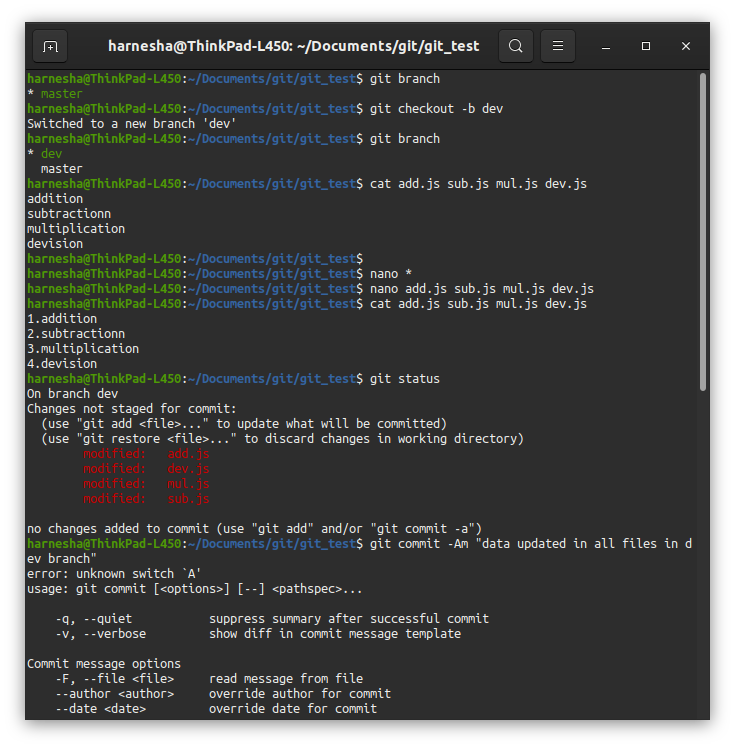 harnesha@ThinkPad-L450: ~/Documents/git/git_test
harnesha@ThinkPad-L450:~/Documents/git/git_test$ git branch
* master
harnesha@ThinkPad-L450:~/Documents/git/git_test$ git checkout -b dev
Switched to a new branch 'dev'
harnesha@ThinkPad-L450:~/Documents/git/git_test$ git branch
* dev
  master
harnesha@ThinkPad-L450:~/Documents/git/git_test$ cat add.js sub.js mul.js dev.js
addition
subtractionn
multiplication
devision
harnesha@ThinkPad-L450:~/Documents/git/git_test$
harnesha@ThinkPad-L450:~/Documents/git/git_test$ nano *
harnesha@ThinkPad-L450:~/Documents/git/git_test$ nano add.js sub.js mul.js dev.js
harnesha@ThinkPad-L450:~/Documents/git/git_test$ cat add.js sub.js mul.js dev.js
1.addition
2.subtractionn
3.multiplication
4.devision
harnesha@ThinkPad-L450:~/Documents/git/git_test$ git status
On branch dev
Changes not staged for commit:
  (use "git add <file>..." to update what will be committed)
  (use "git restore <file>..." to discard changes in working directory)
        modified:   add.js
        modified:   dev.js
        modified:   mul.js
        modified:   sub.js

no changes added to commit (use "git add" and/or "git commit -a")
harnesha@ThinkPad-L450:~/Documents/git/git_test$ git commit -Am "data updated in all files in d
ev branch"
error: unknown switch `A'
usage: git commit [<options>] [--] <pathspec>...

    -q, --quiet           suppress summary after successful commit
    -v, --verbose         show diff in commit message template

Commit message options
    -F, --file <file>     read message from file
    --author <author>     override author for commit
    --date <date>         override date for commit